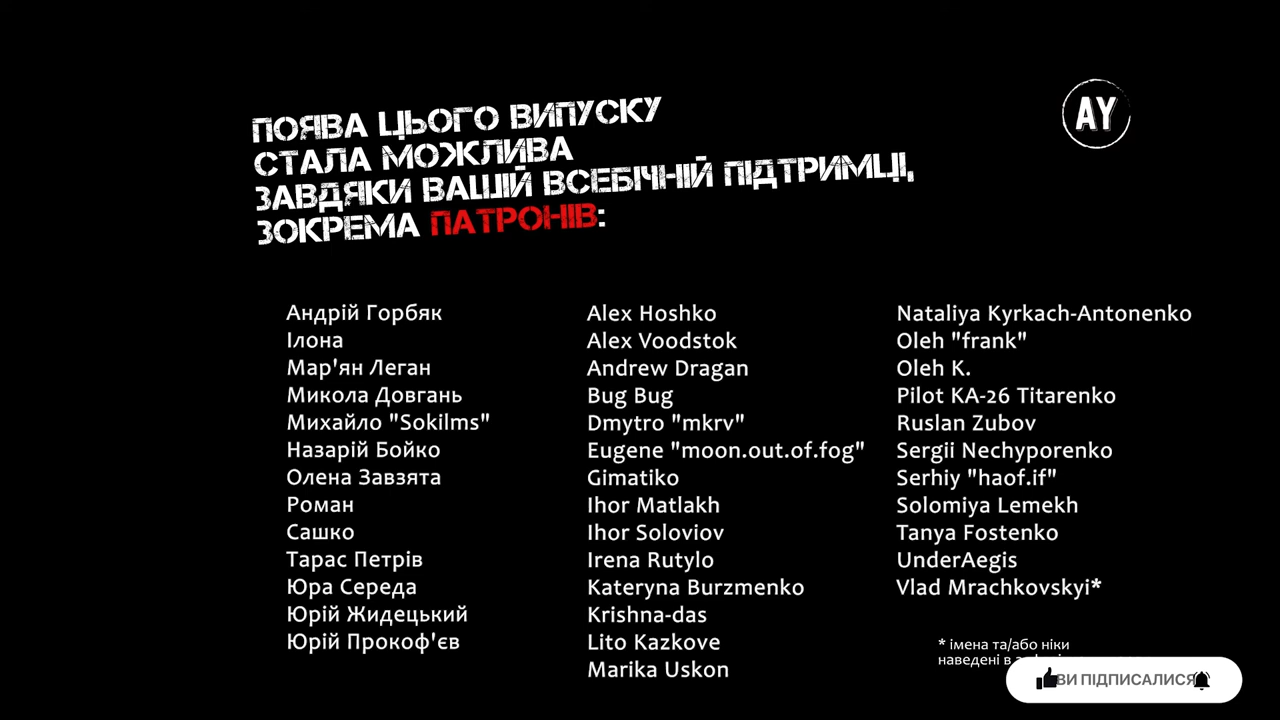 ПОЯВА ЦЬОГО ВИПУСКУ
СТАЛА МОЖЛИВА
ЗАВДЯКИ ВАШІЙ ВСЕБІЧНІЙ ПІДТРИМЦІ,
ЗОКРЕМА ПАТРОНІВ:
AY
Андрій Горбяк
Ілона
Мар'ян Леган
Микола Довгань
Михайло "Sokilms"
Назарій Бойко
Олена Завзята
Роман
Сашко
Тарас Петрів
Юра Середа
Юрій Жидецький
Юрій Прокоф'єв
Alex Hoshko
Alex Voodstok
Andrew Dragan
Bug Bug
Dmytro "mkrv"
Eugene "moon.out.of.fog"
Gimatiko
Ihor Matlakh
Ihor Soloviov
Irena Rutylo
Kateryna Burzmenko
Krishna-das
Lito Kazkove
Marika Uskon
Nataliya Kyrkach-Antonenko
Oleh "frank"
Oleh K.
Pilot KA-26 Titarenko
Ruslan Zubov
Sergii Nechyporenko
Serhiy "haof.if"
Solomiya Lemekh
Tanya Fostenko
UnderAegis
Vlad Mrachkovskyi*
* імена та/або ніки
наведені в
ВИ ПІДПИСАЛИСЯ